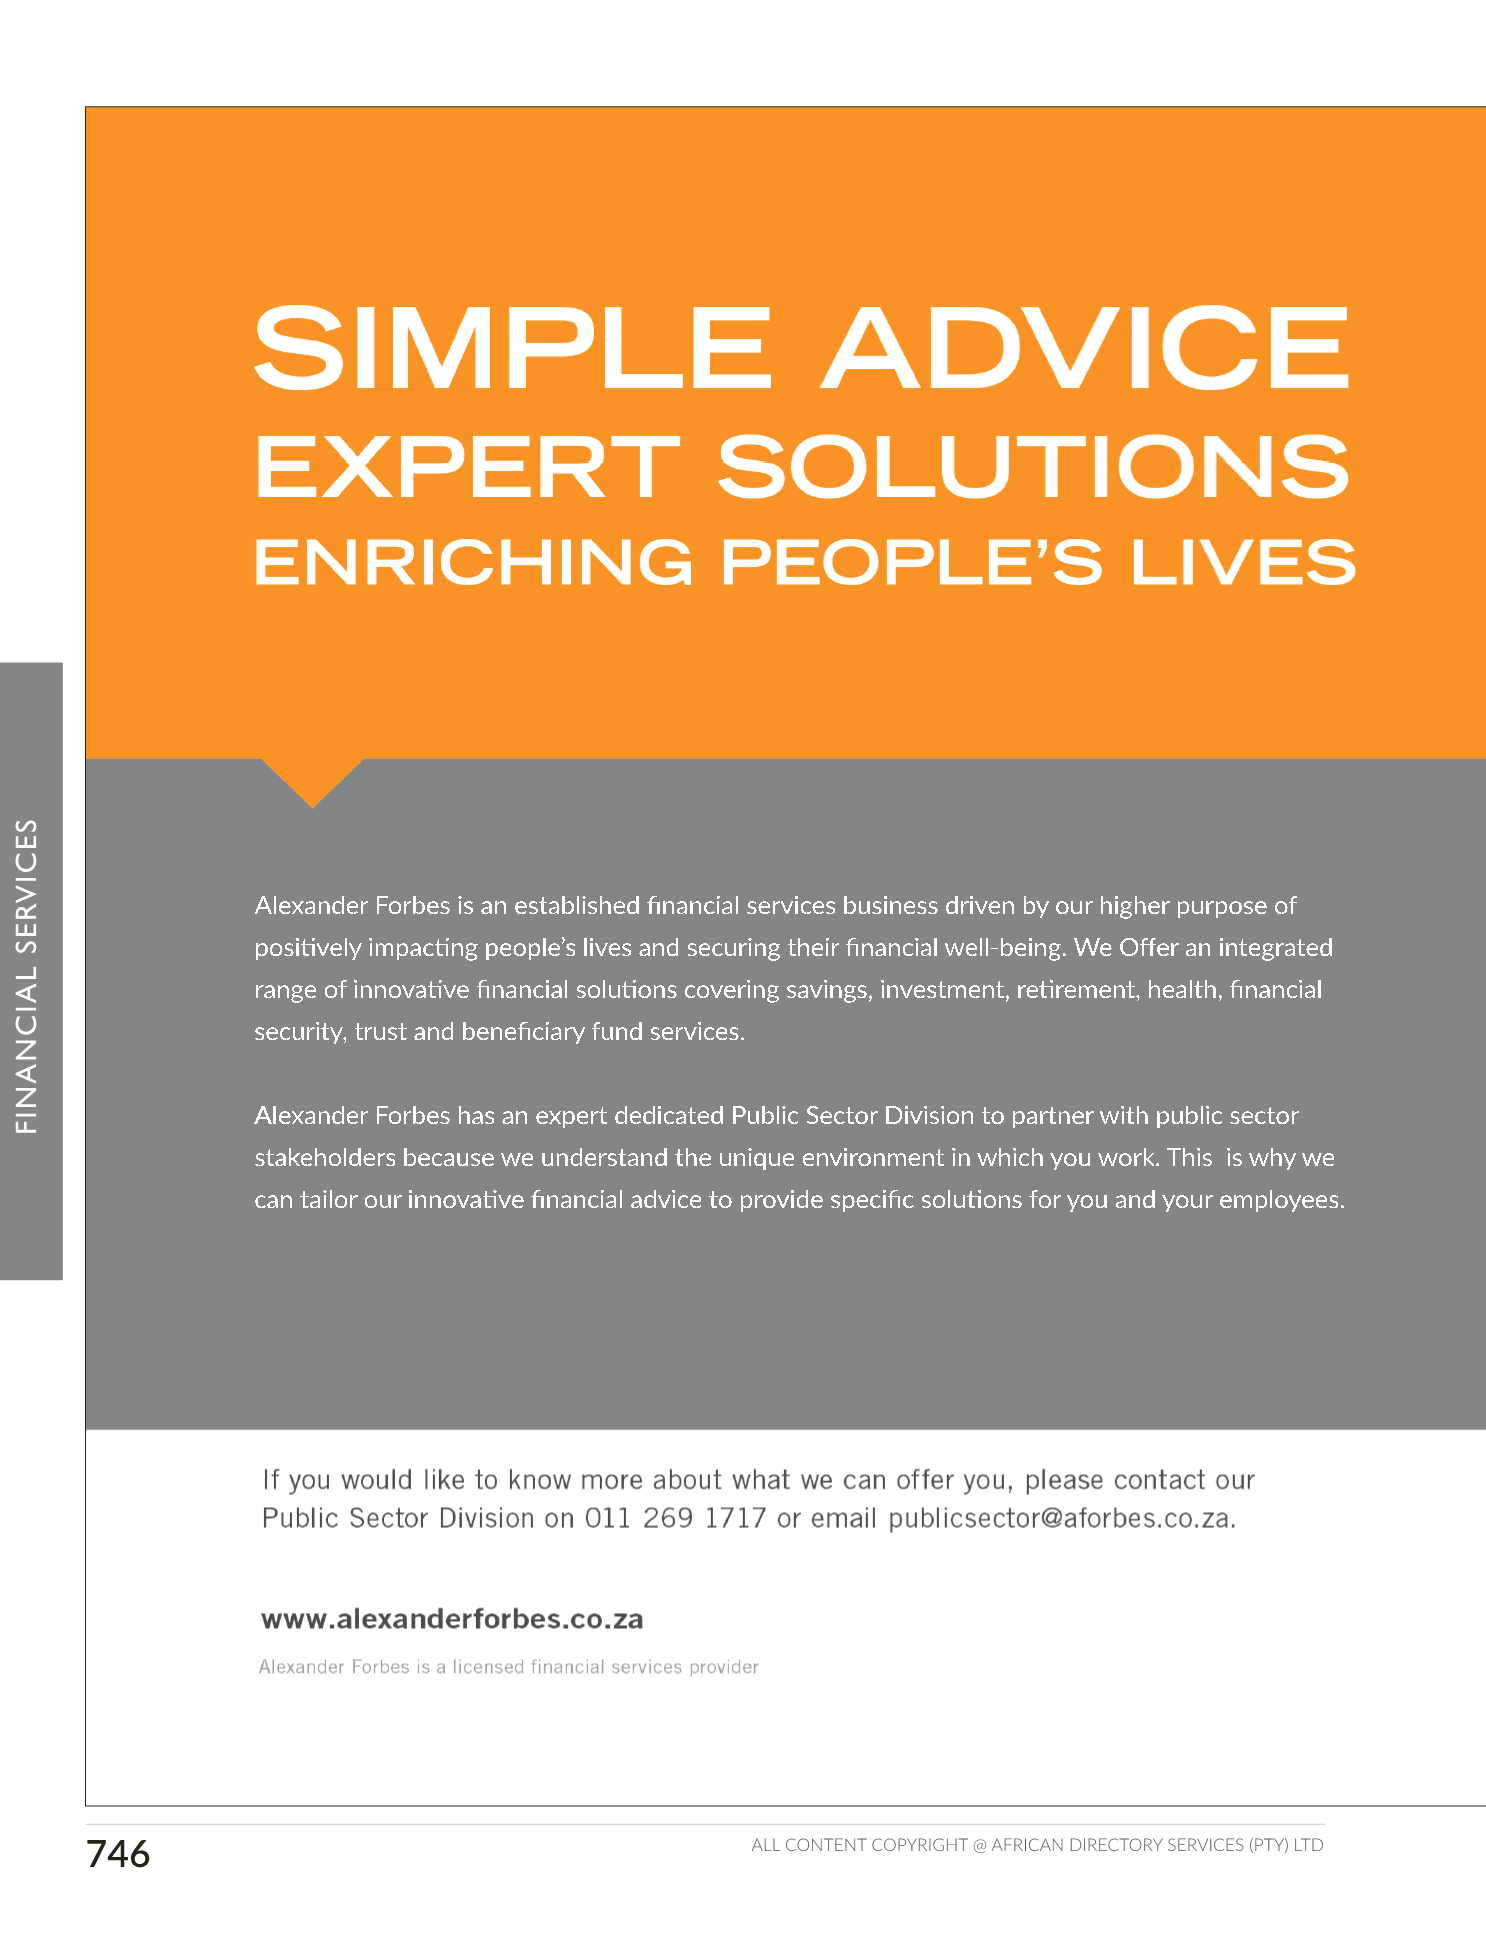 SIMPLE ADVICE
EXPERT SOLUTIONS
ENRICHING PEOPLE'S LIVES
FINANCIAL SERVICES
Alexander Forbes is an established financial services business driven by our higher purpose of
positively impacting people's lives and securing their financial well-being. We Offer an integrated
range of innovative financial solutions covering savings, investment, retirement, health, financial
security, trust and beneficiary fund services.
Alexander Forbes has an expert dedicated Public Sector Division to partner with public sector
stakeholders because we understand the unique environment in which you work. This  is why we
can tailor our innovative financial advice to provide specific solutions for you and your employees.
If you would like to know more about what we can offer you, please contact our
Public Sector Division on 011 269 1717 or email publicsector@aforbes.co.za.
www.alexanderforbes.co.za
Alexander Forbes is a licensed financial services provider
746
ALL CONTENT COPYRIGHT @ AFRICAN DIRECTORY SERVICES (PTY) LTD